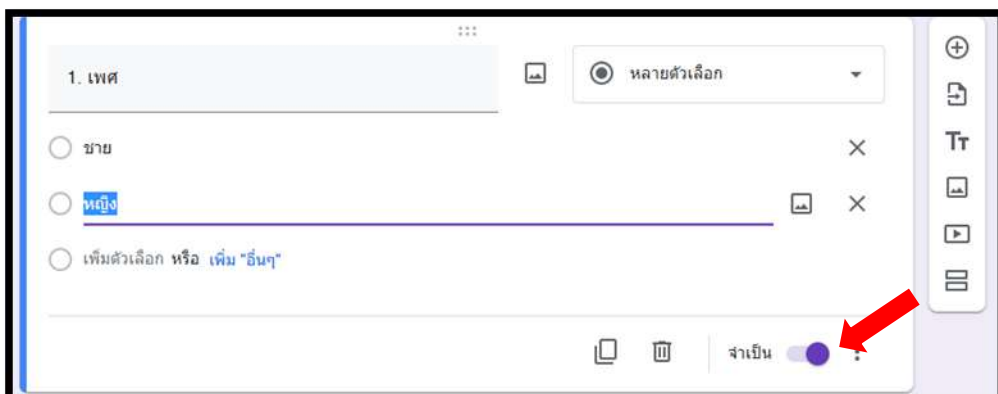 1. เพศ
หลายตัวเลือก
ชาย
หญิง
เพิ่มตัวเลือก หรือ เพิ่ม "อื่นๆ"
จำเป็น
Tт